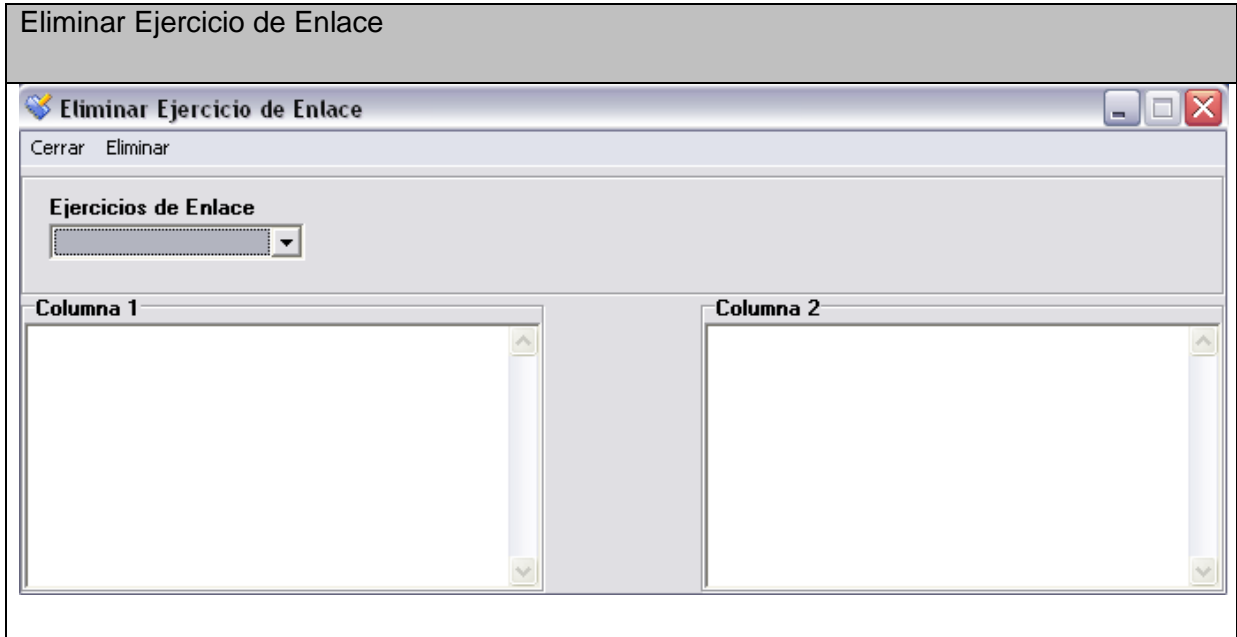 Eliminar Ejercicio de Enlace
Eliminar Ejercicio de Enlace
Cerrar Eliminar
Ejercicios de Enlace
Columna 1 Columna 2